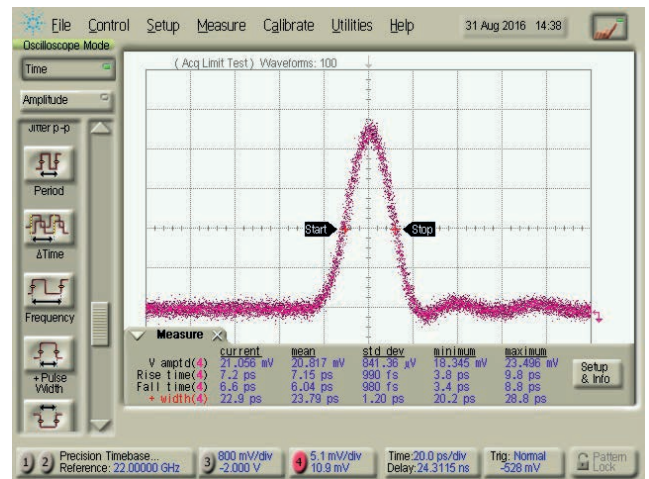 File Control Setup Measure Calibrate Utilities Help 31 Aug 2016 14:38
Oscilloscope Mode
Time
Amplitude
Jitter p-p
Period
ΔTime
Frequency
+ Pulse
Width
( Acq Limit Test ) Waveforms: 100
Start
Stop
Measure
current mean std dev minimum maximum
V amptd(4) 21.056 mV 20.817 mV 841.36 µV 18.345 mV 23.496 mV
Rise time(4) 7.2 ps 7.15 ps 990 fs 3.8 ps 9.8 ps
Fall time(4) 6.6 ps 6.04 ps 980 fs 3.4 ps 8.8 ps
+ width(4) 22.9 ps 23.79 ps 1.20 ps 20.2 ps 28.8 ps
Setup
& Info
1 2 Precision Timebase...
Reference: 22.00000 GHz
3 800 mV/div
-2.000 V
4 5.1 mV/div
10.9 mV
Time:20.0 ps/div
Delay:24.3115 ns
Trig: Normal
-528 mV
Pattern
Lock